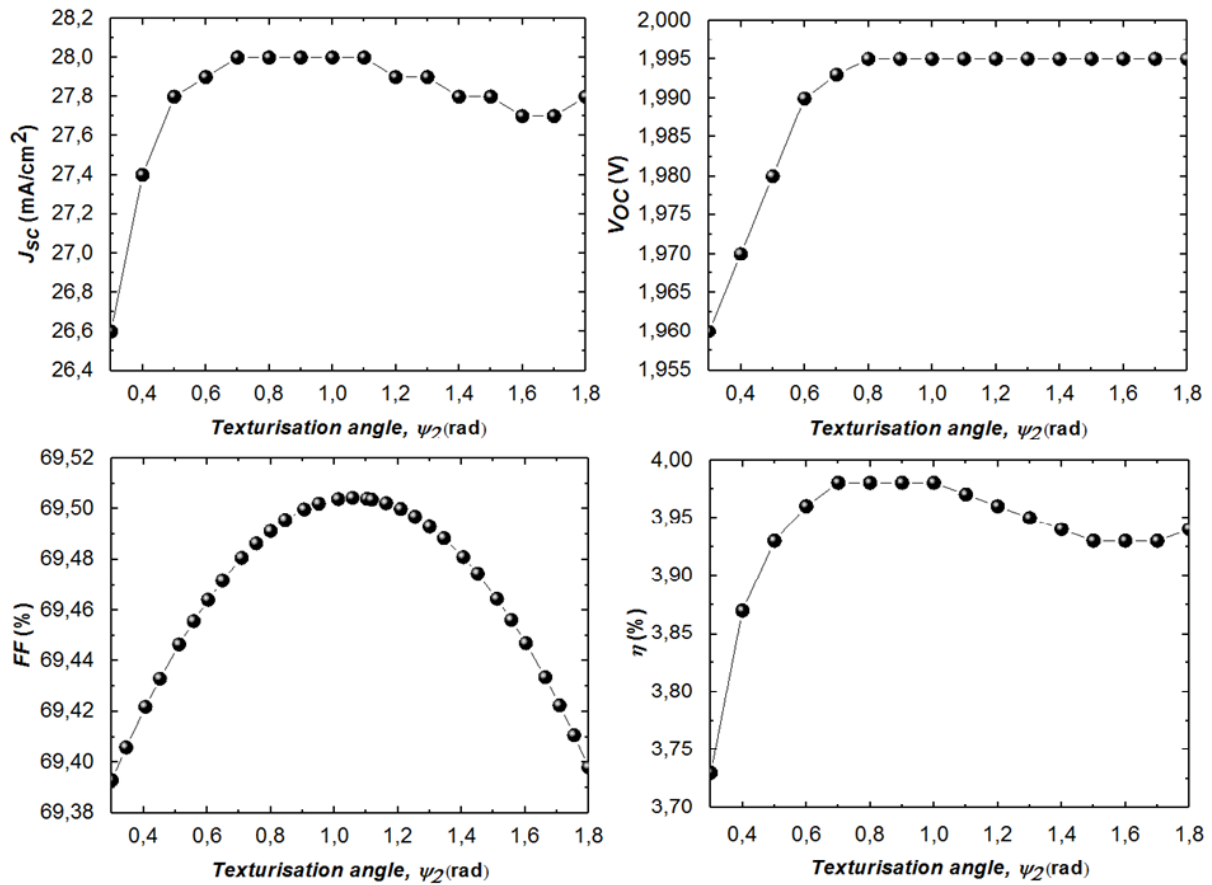 28,2
28,0
27,8
27,6
27,4
27,2
27,0
26,8
26,6
26,4
J_SC (mA/cm²)
0,4 0,6 0,8 1,0 1,2 1,4 1,6 1,8
Texturisation angle, ψ₂(rad)
2,000
1,995
1,990
1,985
1,980
1,975
1,970
1,965
1,960
1,955
V_OC (V)
0,4 0,6 0,8 1,0 1,2 1,4 1,6 1,8
Texturisation angle, ψ₂(rad)
69,52
69,50
69,48
69,46
69,44
69,42
69,40
69,38
FF (%)
0,4 0,6 0,8 1,0 1,2 1,4 1,6 1,8
Texturisation angle, ψ₂(rad)
4,00
3,95
3,90
3,85
3,80
3,75
3,70
η (%)
0,4 0,6 0,8 1,0 1,2 1,4 1,6 1,8
Texturisation angle, ψ₂(rad)